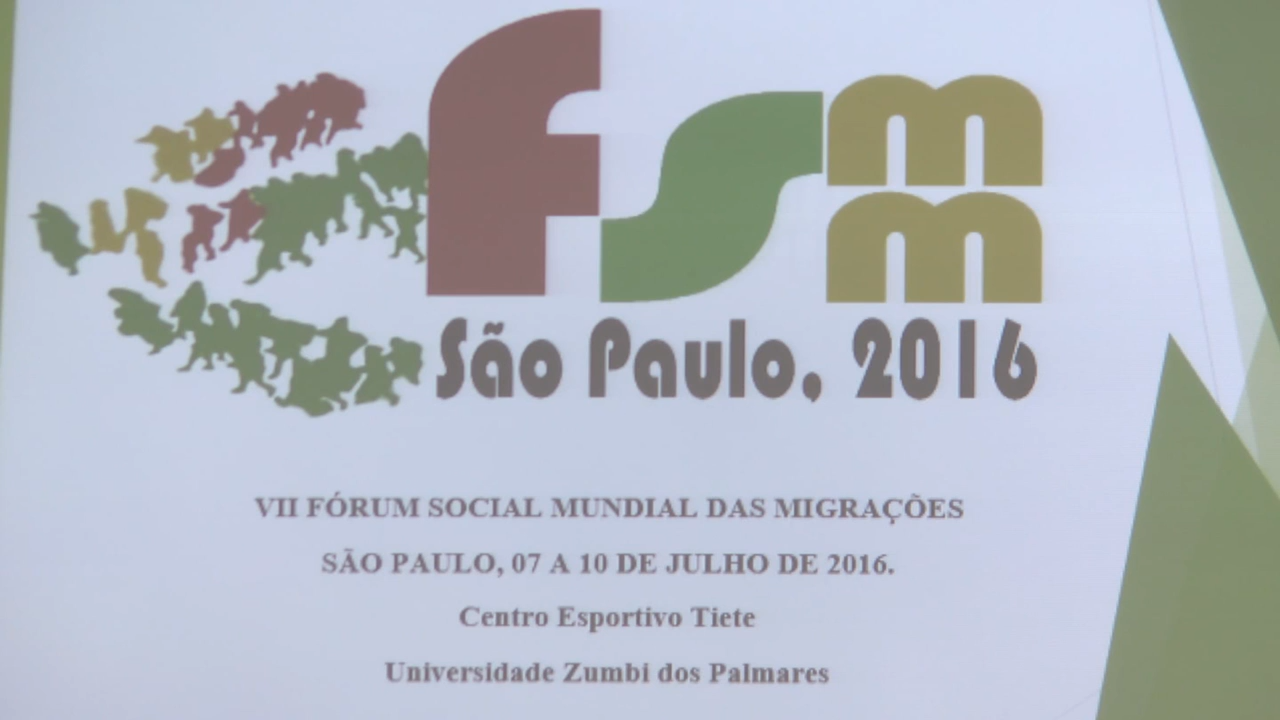 fsmm
São Paulo, 2016
VII FÓRUM SOCIAL MUNDIAL DAS MIGRAÇÕES
SÃO PAULO, 07 A 10 DE JULHO DE 2016.
Centro Esportivo Tiete
Universidade Zumbi dos Palmares